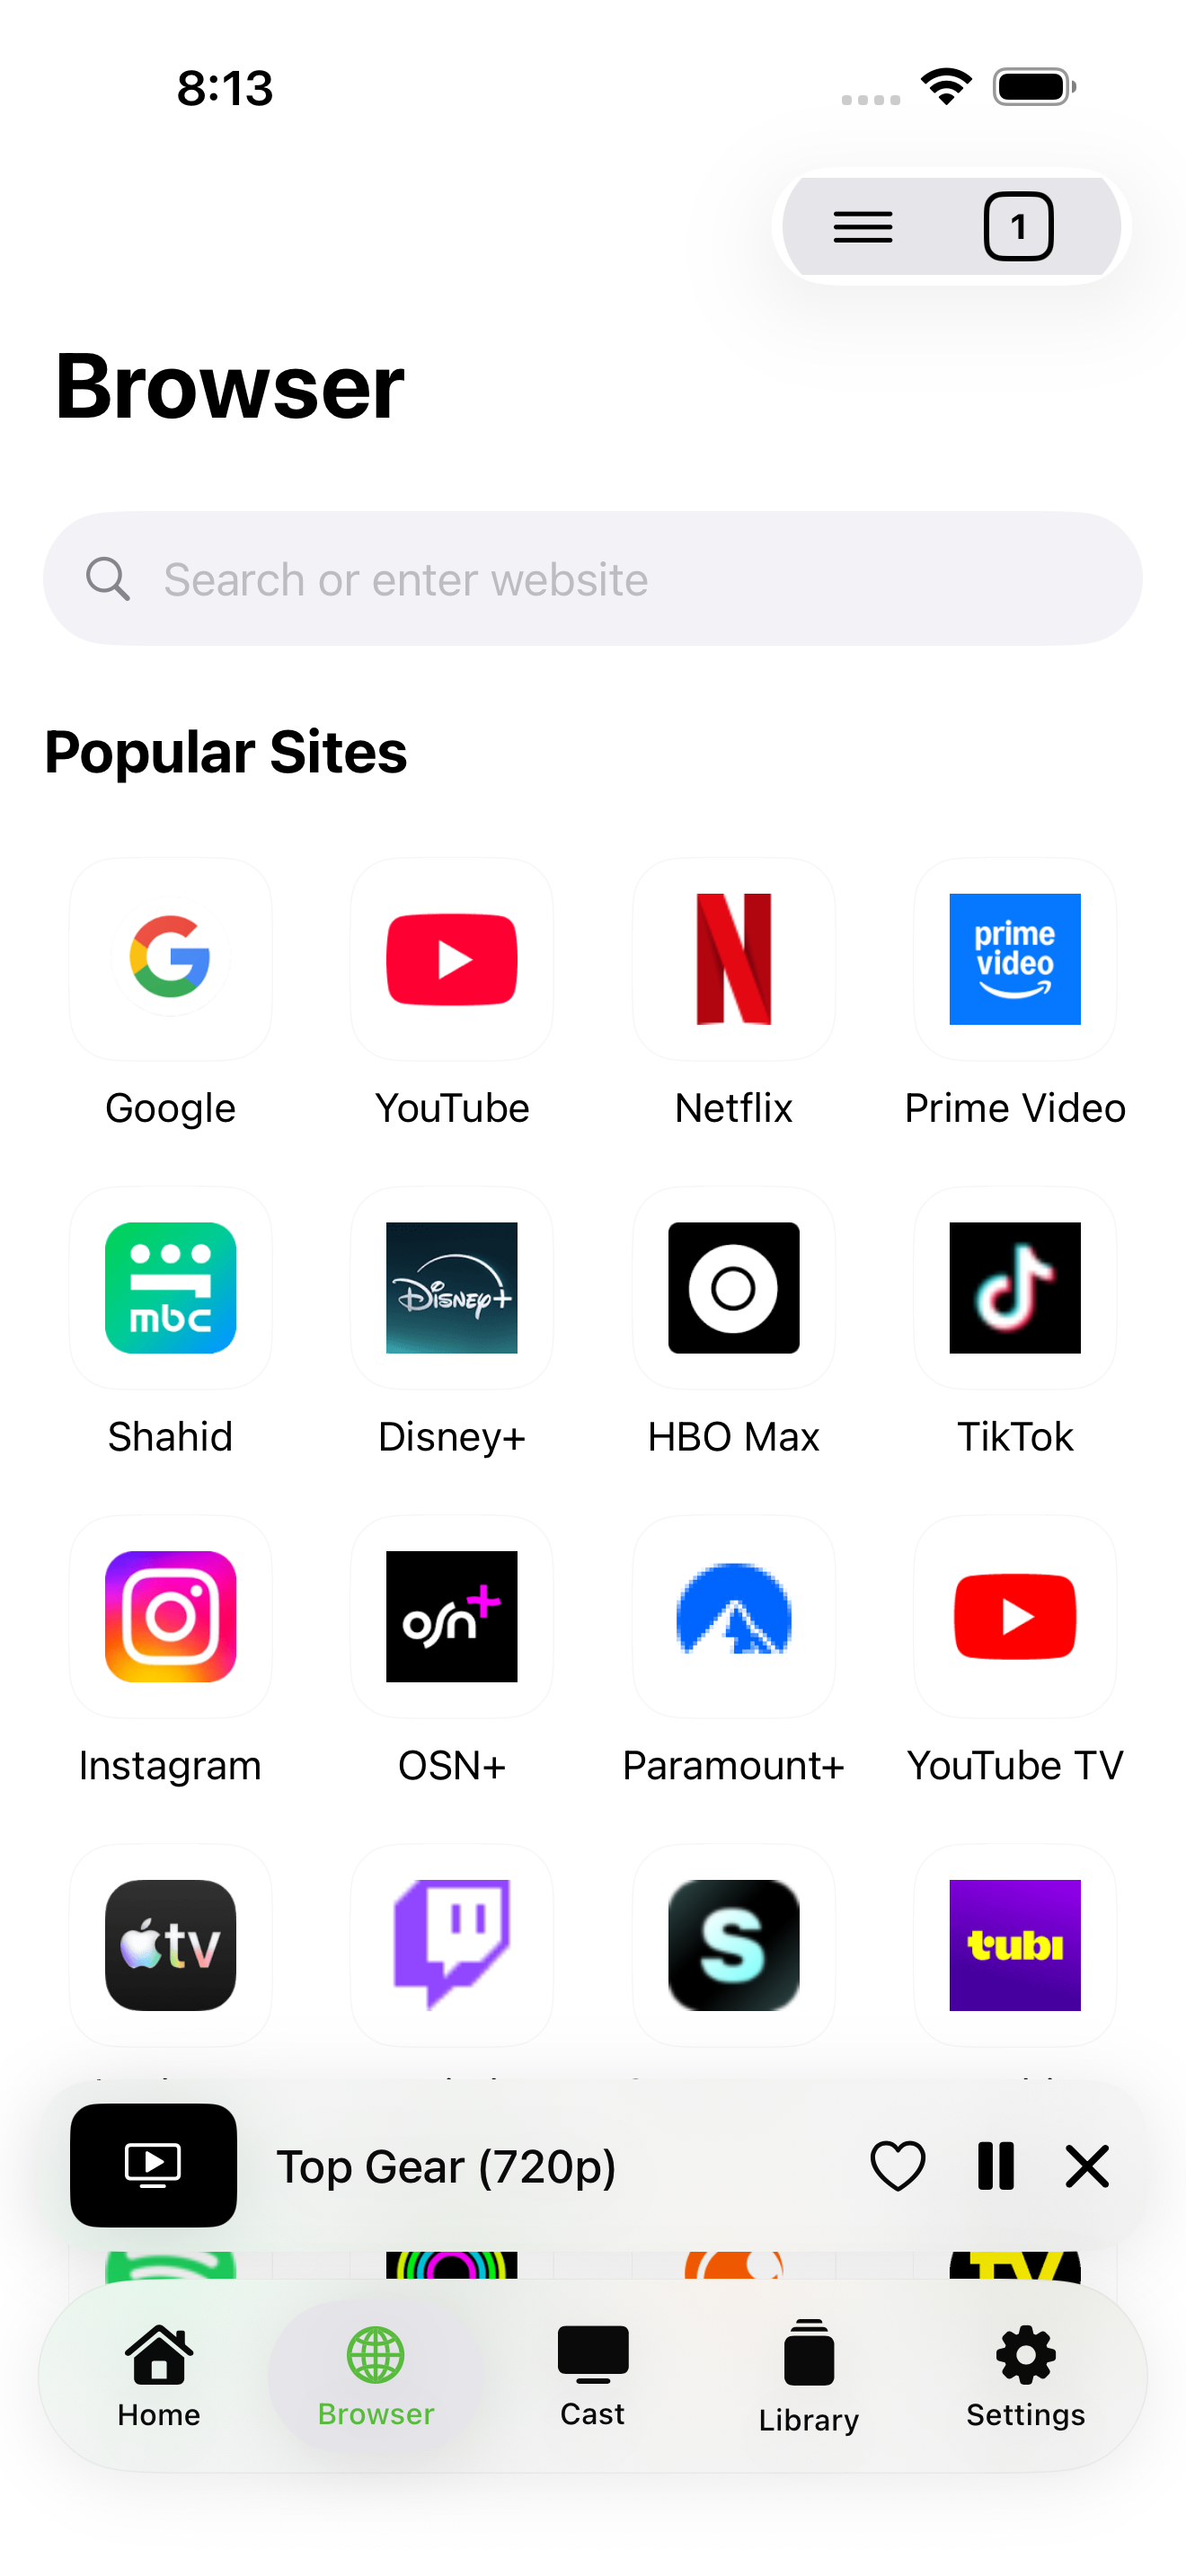 8:13
1
Browser
Search or enter website
Popular Sites
prime
video
Google
YouTube
Netflix
Prime Video
mbc
Disney+
Shahid
Disney+
HBO Max
TikTok
osn+
Instagram
OSN+
Paramount+
YouTube TV
tv
S
tubi
Top Gear (720p)
Home
Browser
Cast
Library
Settings